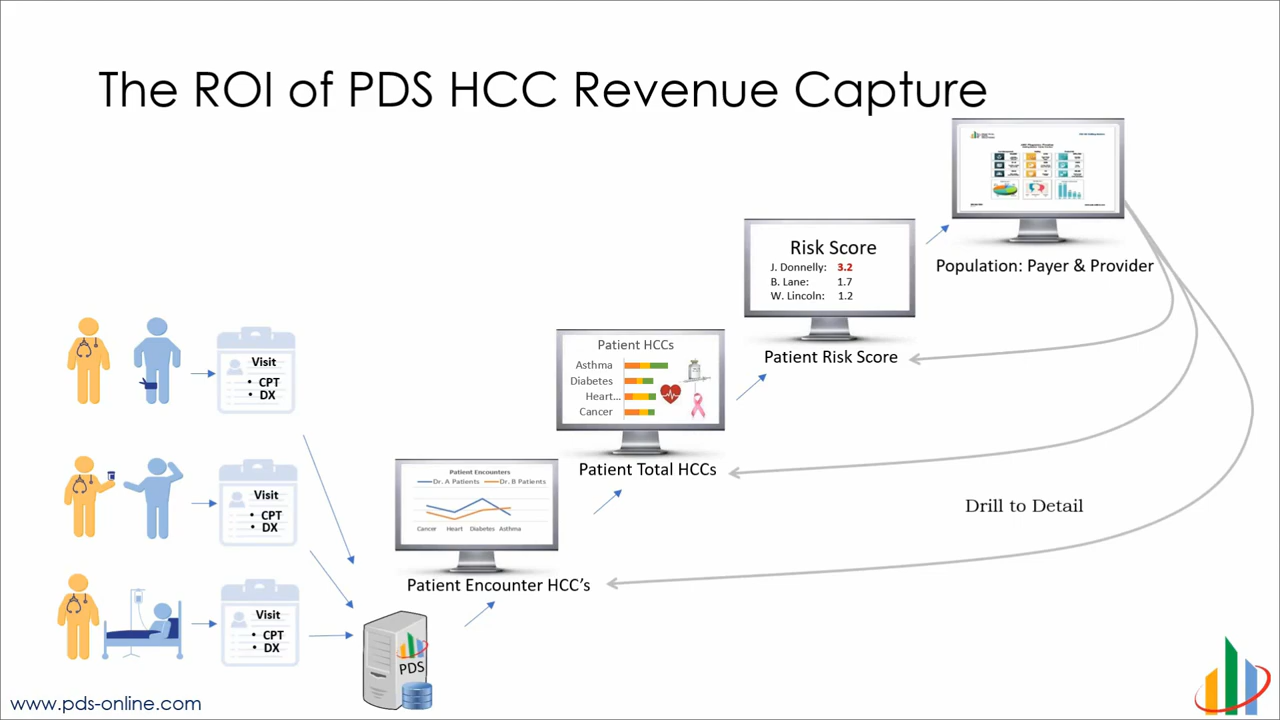 The ROI of PDS HCC Revenue Capture
Population: Payer & Provider
Risk Score
J. Donnelly: 3.2
B. Lane: 1.7
W. Lincoln: 1.2
Patient Risk Score
Patient HCCs
Asthma
Diabetes
Heart...
Cancer
Patient Total HCCs
Patient Encounters
Dr. A Patients Dr. B Patients
Cancer Heart Diabetes Asthma
Patient Encounter HCC's
Visit
• CPT
• DX
Visit
• CPT
• DX
Visit
• CPT
• DX
PDS
Drill to Detail
www.pds-online.com